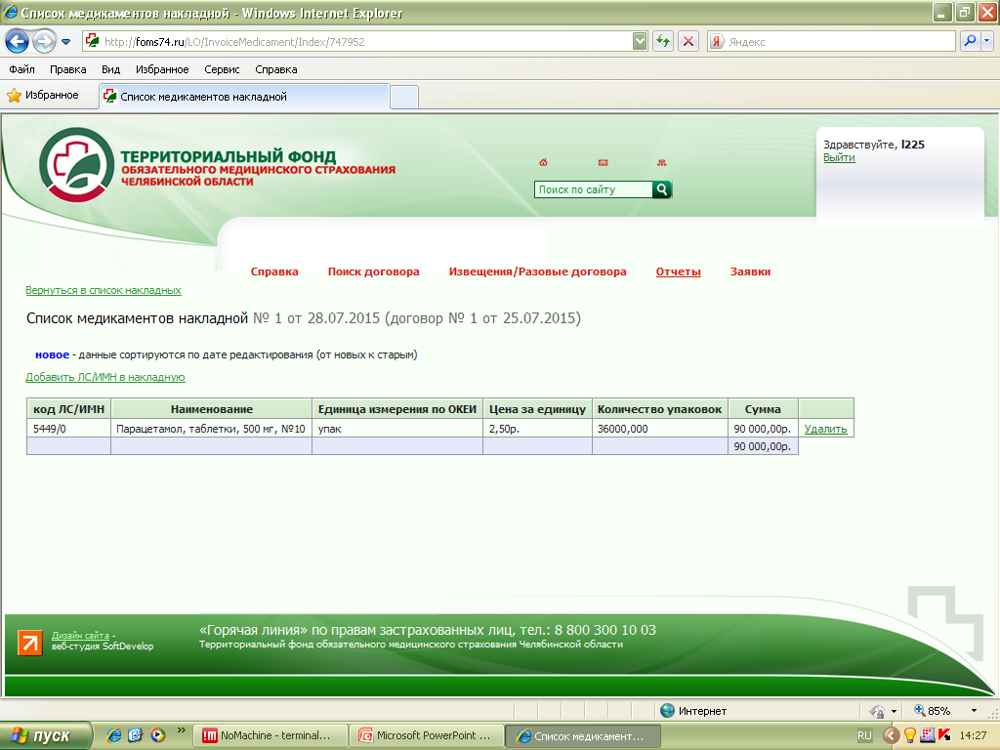 Список медикаментов накладной - Windows Internet Explorer
http://foms74.ru/LO/InvoiceMedicament/Index/747952
Яндекс
Файл Правка Вид Избранное Сервис Справка
Избранное Список медикаментов накладной
ТЕРРИТОРИАЛЬНЫЙ ФОНД
ОБЯЗАТЕЛЬНОГО МЕДИЦИНСКОГО СТРАХОВАНИЯ
ЧЕЛЯБИНСКОЙ ОБЛАСТИ
Поиск по сайту
Здравствуйте, l225
Выйти
Справка Поиск договора Извещения/Разовые договора Отчеты Заявки
Вернуться в список накладных
Список медикаментов накладной № 1 от 28.07.2015 (договор № 1 от 25.07.2015)
новое - данные сортируются по дате редактирования (от новых к старым)
Добавить ЛС/ИМН в накладную
код ЛС/ИМН Наименование Единица измерения по ОКЕИ Цена за единицу Количество упаковок Сумма
5449/0 Парацетамол, таблетки, 500 мг, №10 упак 2,50р. 36000,000 90 000,00р. Удалить
90 000,00р.
Дизайн сайта -
веб-студия SoftDevelop
«Горячая линия» по правам застрахованных лиц, тел.: 8 800 300 10 03
Территориальный фонд обязательного медицинского страхования Челябинской области
Интернет 85%
пуск NoMachine - terminal... Microsoft PowerPoint ... Список медикамент... RU 14:27